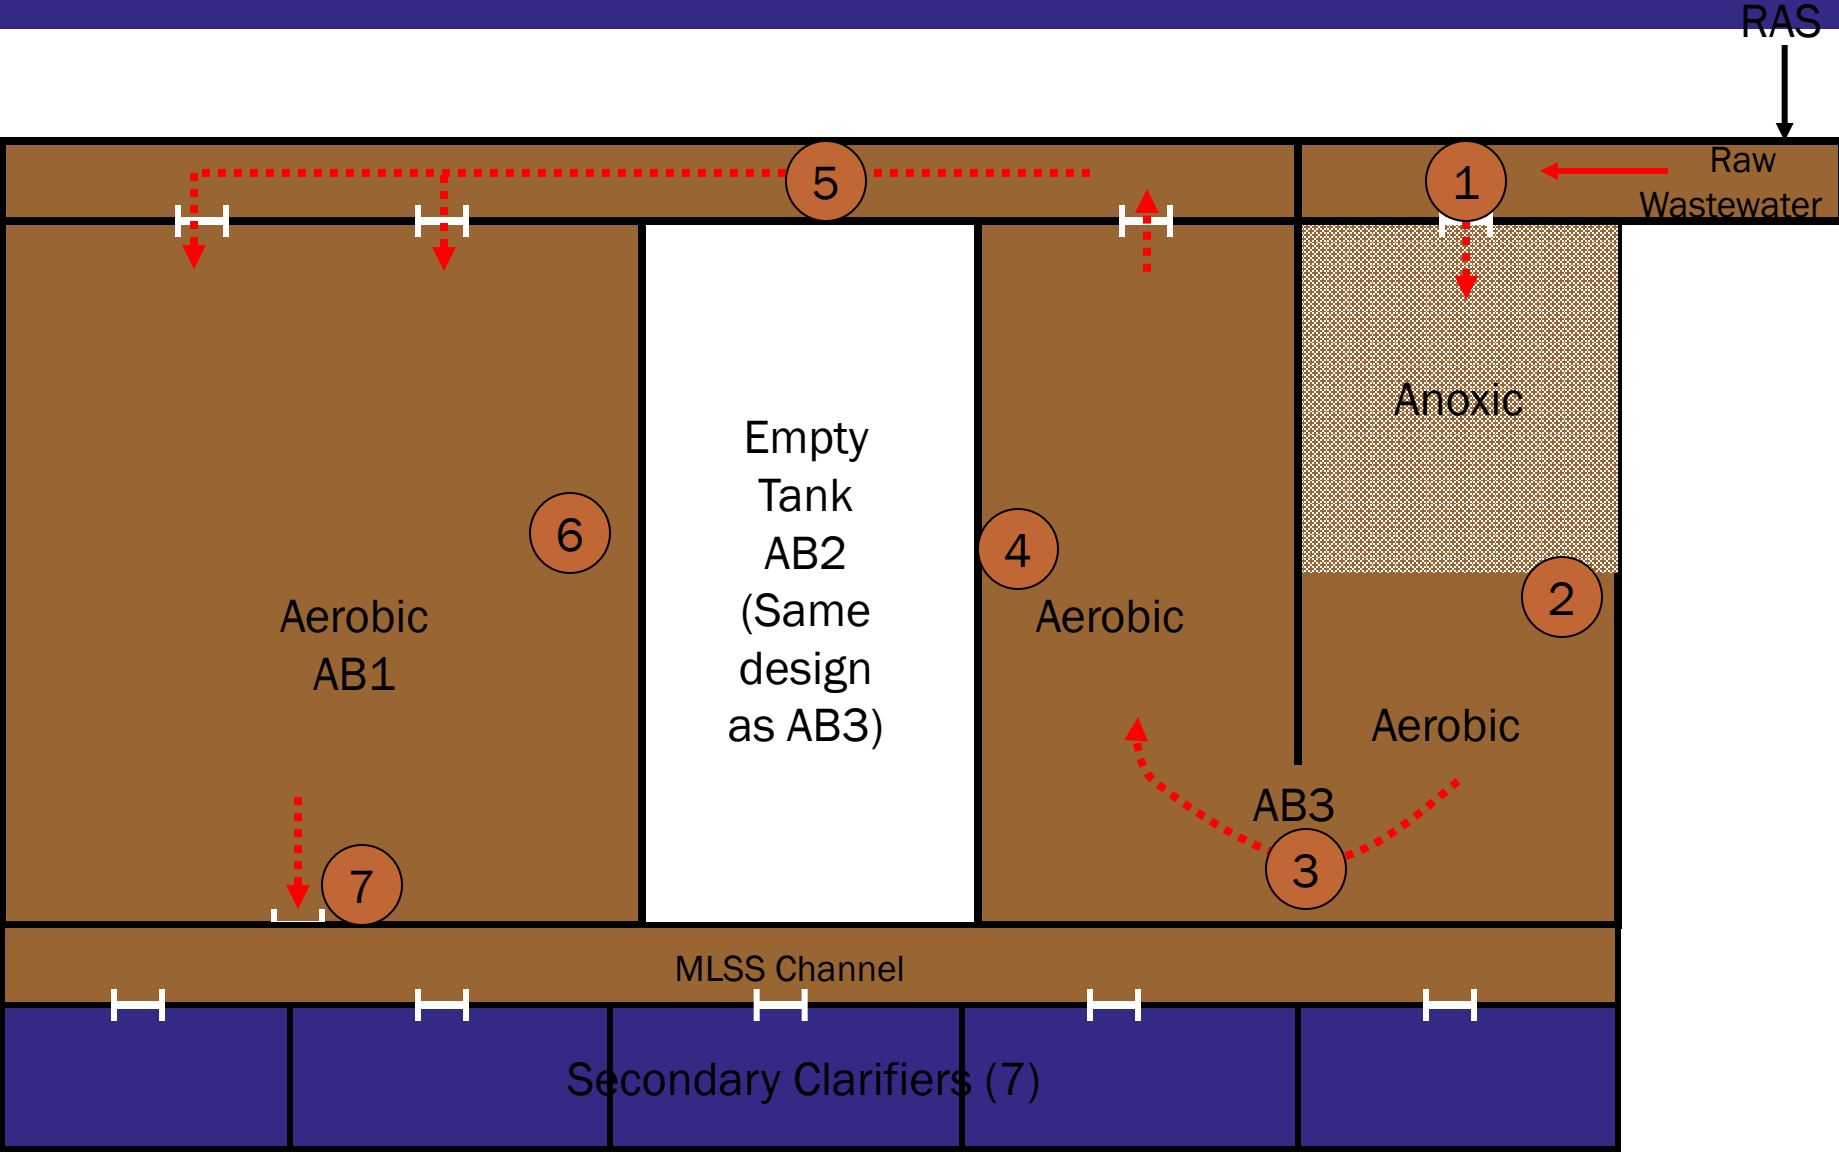 RAS
Raw
Wastewater
5
1
Anoxic
Empty
Tank
AB2
(Same
design
as AB3)
6
4
2
Aerobic
AB1
Aerobic
Aerobic
AB3
3
7
MLSS Channel
Secondary Clarifiers (7)